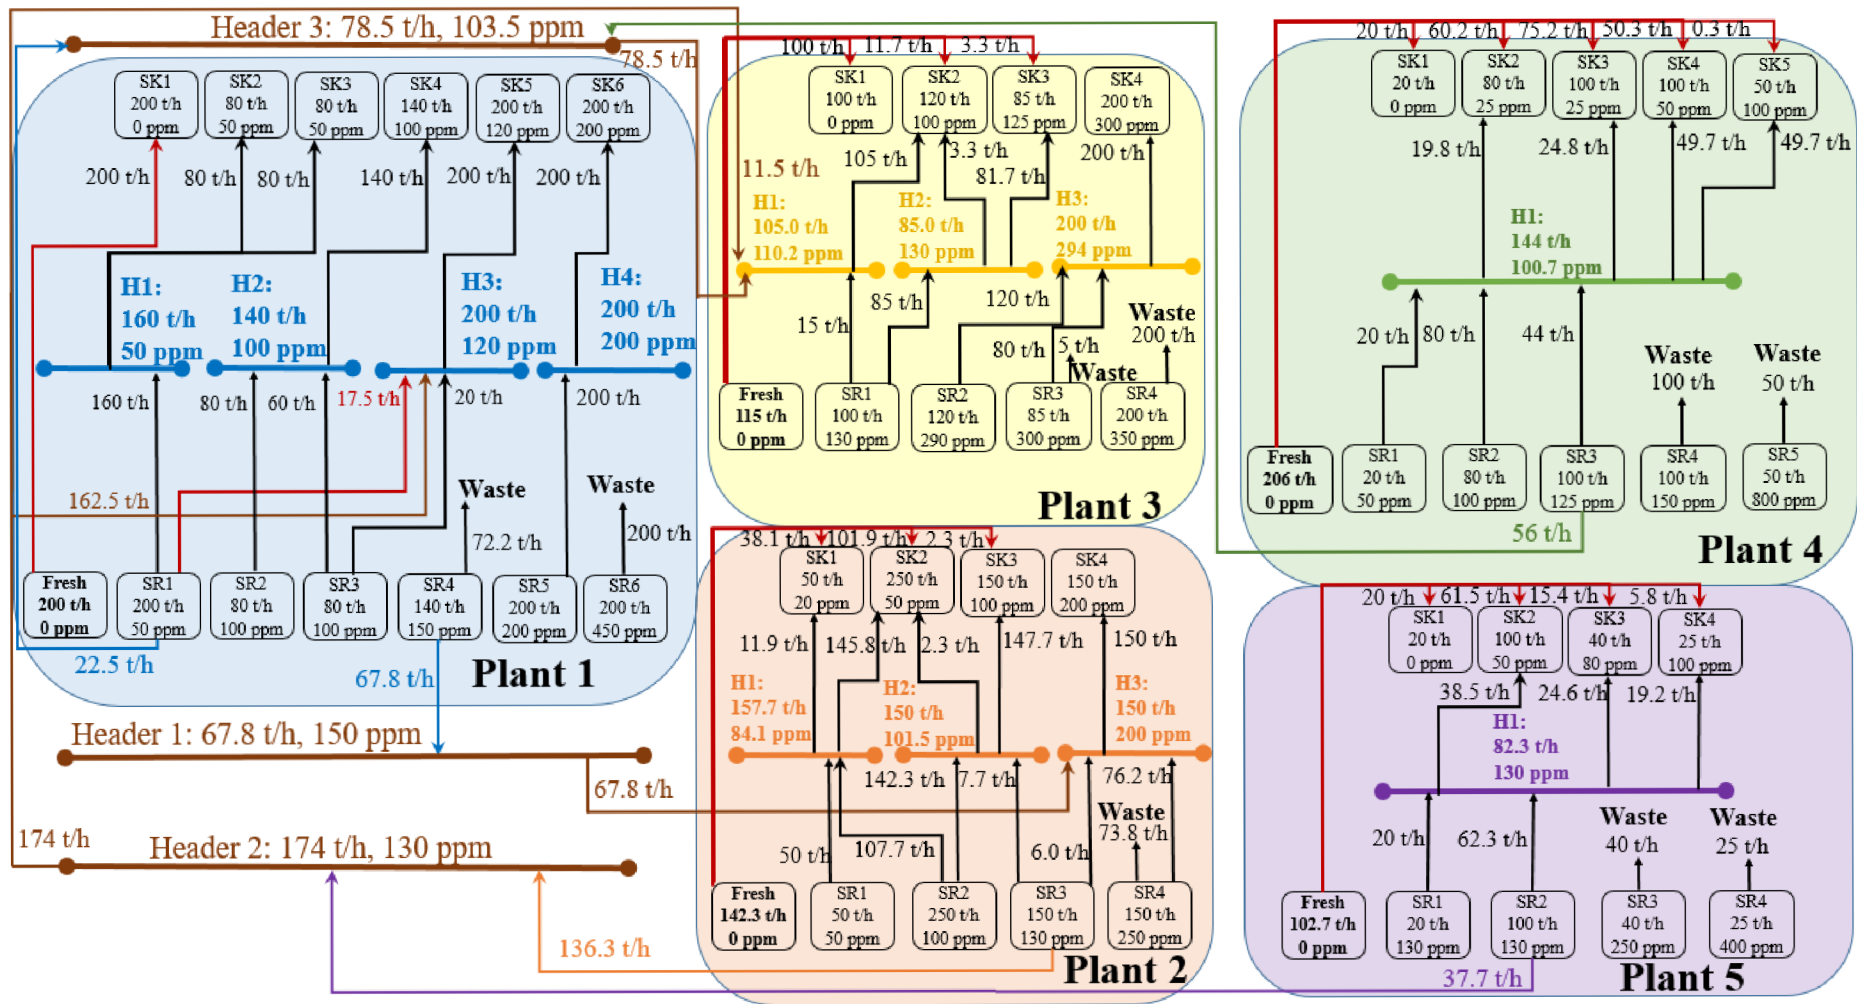 Header 3: 78.5 t/h, 103.5 ppm
78.5 t/h
SK1
200 t/h
0 ppm
SK2
80 t/h
50 ppm
SK3
80 t/h
50 ppm
SK4
140 t/h
100 ppm
SK5
200 t/h
120 ppm
SK6
200 t/h
200 ppm
200 t/h
80 t/h
80 t/h
140 t/h
200 t/h
200 t/h
H1:
160 t/h
50 ppm
H2:
140 t/h
100 ppm
H3:
200 t/h
120 ppm
H4:
200 t/h
200 ppm
160 t/h
80 t/h
60 t/h
17.5 t/h
20 t/h
200 t/h
162.5 t/h
Waste
72.2 t/h
Waste
200 t/h
Fresh
200 t/h
0 ppm
SR1
200 t/h
50 ppm
SR2
80 t/h
100 ppm
SR3
80 t/h
100 ppm
SR4
140 t/h
150 ppm
SR5
200 t/h
200 ppm
SR6
200 t/h
450 ppm
22.5 t/h
67.8 t/h
Plant 1
Header 1: 67.8 t/h, 150 ppm
67.8 t/h
174 t/h
Header 2: 174 t/h, 130 ppm
136.3 t/h
100 t/h
11.7 t/h
3.3 t/h
SK1
100 t/h
0 ppm
SK2
120 t/h
100 ppm
SK3
85 t/h
125 ppm
SK4
200 t/h
300 ppm
11.5 t/h
105 t/h
3.3 t/h
81.7 t/h
200 t/h
H1:
105.0 t/h
110.2 ppm
H2:
85.0 t/h
130 ppm
H3:
200 t/h
294 ppm
15 t/h
85 t/h
120 t/h
80 t/h
5 t/h
Waste
Waste
200 t/h
Fresh
115 t/h
0 ppm
SR1
100 t/h
130 ppm
SR2
120 t/h
290 ppm
SR3
85 t/h
300 ppm
SR4
200 t/h
350 ppm
Plant 3
38.1 t/h
101.9 t/h
2.3 t/h
SK1
50 t/h
20 ppm
SK2
250 t/h
50 ppm
SK3
150 t/h
100 ppm
SK4
150 t/h
200 ppm
11.9 t/h
145.8 t/h
2.3 t/h
147.7 t/h
150 t/h
H1:
157.7 t/h
84.1 ppm
H2:
150 t/h
101.5 ppm
H3:
150 t/h
200 ppm
50 t/h
107.7 t/h
142.3 t/h
7.7 t/h
6.0 t/h
76.2 t/h
Waste
73.8 t/h
Fresh
142.3 t/h
0 ppm
SR1
50 t/h
50 ppm
SR2
250 t/h
100 ppm
SR3
150 t/h
130 ppm
SR4
150 t/h
250 ppm
Plant 2
20 t/h
60.2 t/h
75.2 t/h
50.3 t/h
0.3 t/h
SK1
20 t/h
0 ppm
SK2
80 t/h
25 ppm
SK3
100 t/h
25 ppm
SK4
100 t/h
50 ppm
SK5
50 t/h
100 ppm
19.8 t/h
24.8 t/h
49.7 t/h
49.7 t/h
H1:
144 t/h
100.7 ppm
20 t/h
80 t/h
44 t/h
Waste
100 t/h
Waste
50 t/h
Fresh
206 t/h
0 ppm
SR1
20 t/h
50 ppm
SR2
80 t/h
100 ppm
SR3
100 t/h
125 ppm
SR4
100 t/h
150 ppm
SR5
50 t/h
800 ppm
56 t/h
Plant 4
20 t/h
61.5 t/h
15.4 t/h
5.8 t/h
SK1
20 t/h
0 ppm
SK2
100 t/h
50 ppm
SK3
40 t/h
80 ppm
SK4
25 t/h
100 ppm
38.5 t/h
24.6 t/h
19.2 t/h
H1:
82.3 t/h
130 ppm
20 t/h
62.3 t/h
Waste
40 t/h
Waste
25 t/h
Fresh
102.7 t/h
0 ppm
SR1
20 t/h
130 ppm
SR2
100 t/h
130 ppm
SR3
40 t/h
250 ppm
SR4
25 t/h
400 ppm
37.7 t/h
Plant 5